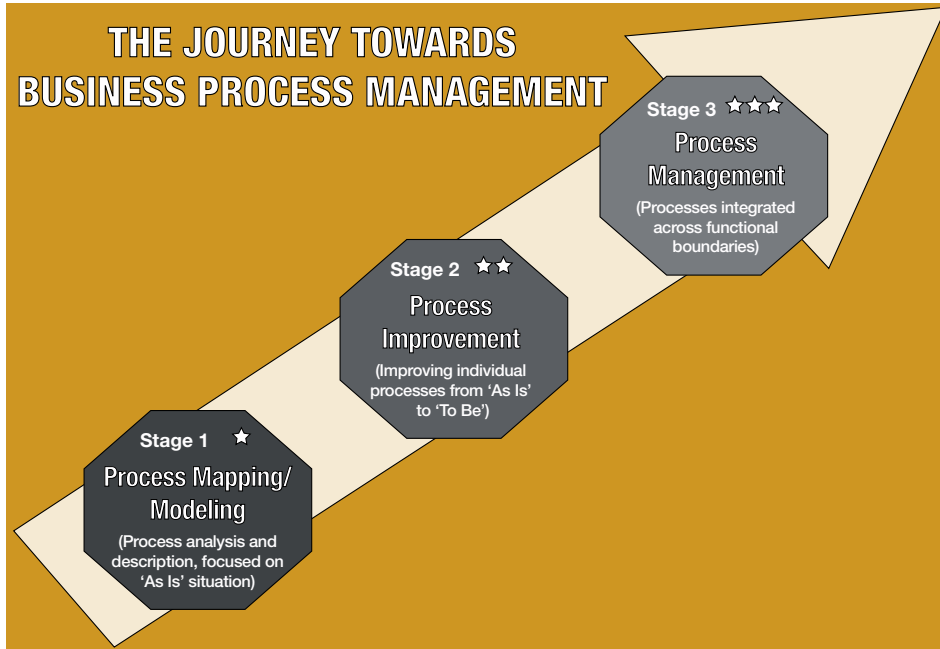 THE JOURNEY TOWARDS
BUSINESS PROCESS MANAGEMENT
Stage 3
Process
Management
(Processes integrated
across functional
boundaries)
Stage 2
Process
Improvement
(Improving individual
processes from ‘As Is’
to ‘To Be’)
Stage 1
Process Mapping/
Modeling
(Process analysis and
description, focused on
‘As Is’ situation)